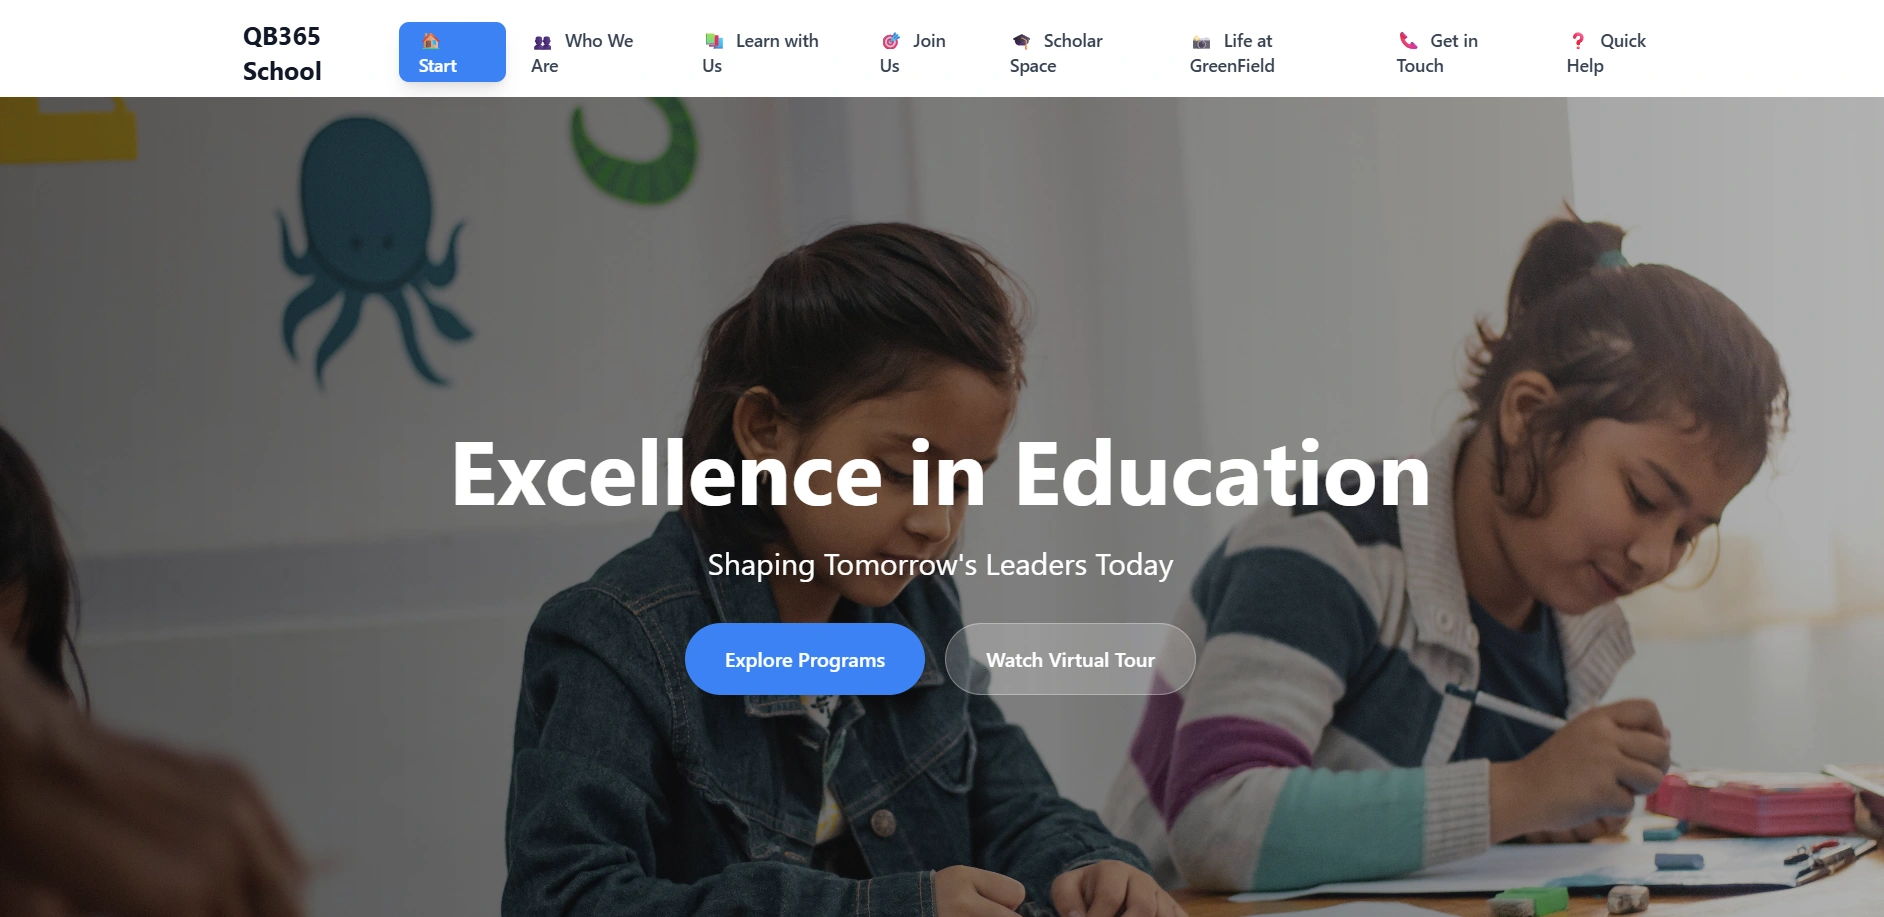 QB365
School
🏠
Start
👥 Who We
Are
📚 Learn with
Us
🎯 Join
Us
🎓 Scholar
Space
📸 Life at
GreenField
📞 Get in
Touch
❓ Quick
Help
Excellence in Education
Shaping Tomorrow's Leaders Today
Explore Programs
Watch Virtual Tour